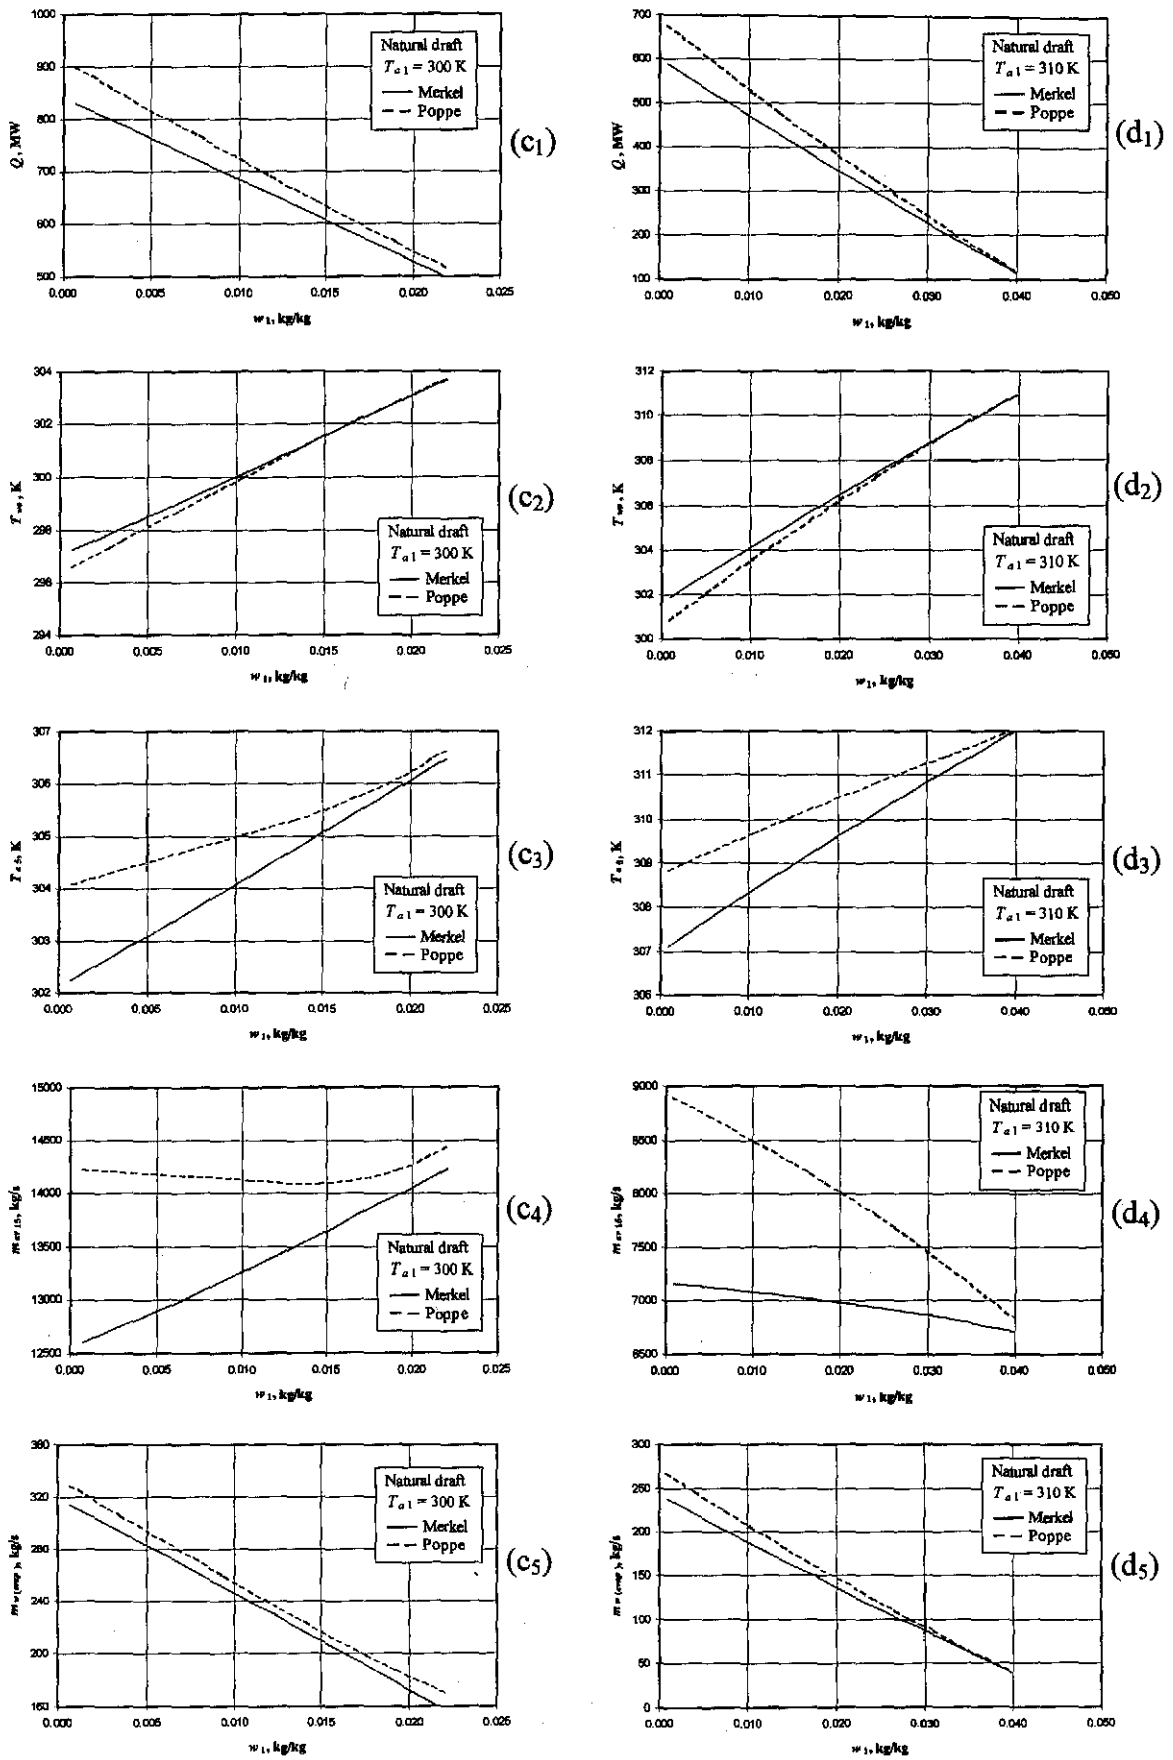 1000
900
800
700
600
500
Q, MW
0.000 0.005 0.010 0.015 0.020 0.025
w1, kg/kg
Natural draft
Ta1 = 300 K
Merkel
Poppe
(c1)
700
600
500
400
300
200
100
Q, MW
0.000 0.010 0.020 0.030 0.040 0.050
w1, kg/kg
Natural draft
Ta1 = 310 K
Merkel
Poppe
(d1)
304
302
300
298
296
294
Two, K
0.000 0.005 0.010 0.015 0.020 0.025
w1, kg/kg
Natural draft
Ta1 = 300 K
Merkel
Poppe
(c2)
312
310
308
306
304
302
300
Two, K
0.000 0.010 0.020 0.030 0.040 0.050
w1, kg/kg
Natural draft
Ta1 = 310 K
Merkel
Poppe
(d2)
307
306
305
304
303
302
Ta5, K
0.000 0.005 0.010 0.015 0.020 0.025
w1, kg/kg
Natural draft
Ta1 = 300 K
Merkel
Poppe
(c3)
312
311
310
309
308
307
306
Ta5, K
0.000 0.010 0.020 0.030 0.040 0.050
w1, kg/kg
Natural draft
Ta1 = 310 K
Merkel
Poppe
(d3)
15000
14500
14000
13500
13000
12500
mav15, kg/s
0.000 0.005 0.010 0.015 0.020 0.025
w1, kg/kg
Natural draft
Ta1 = 300 K
Merkel
Poppe
(c4)
9000
8500
8000
7500
7000
6500
mav15, kg/s
0.000 0.010 0.020 0.030 0.040 0.050
w1, kg/kg
Natural draft
Ta1 = 310 K
Merkel
Poppe
(d4)
360
320
280
240
200
160
mw(evap), kg/s
0.000 0.005 0.010 0.015 0.020 0.025
w1, kg/kg
Natural draft
Ta1 = 300 K
Merkel
Poppe
(c5)
300
250
200
150
100
50
0
mw(evap), kg/s
0.000 0.010 0.020 0.030 0.040 0.050
w1, kg/kg
Natural draft
Ta1 = 310 K
Merkel
Poppe
(d5)